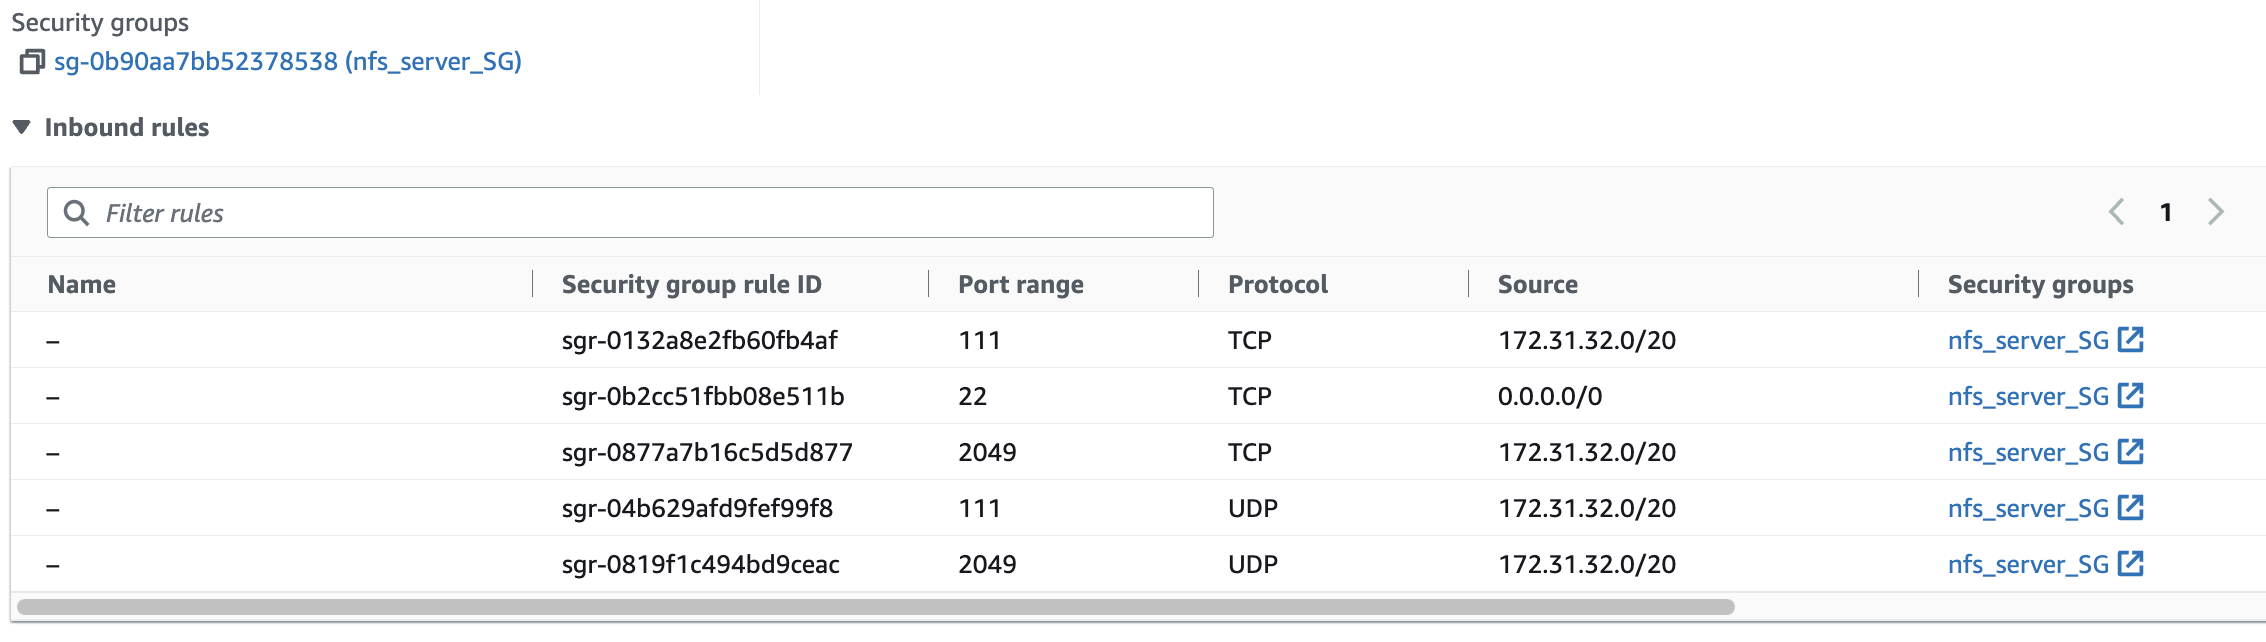 Security groups
sg-0b90aa7bb52378538 (nfs_server_SG)
Inbound rules
Filter rules
1
Name Security group rule ID Port range Protocol Source Security groups
– sgr-0132a8e2fb60fb4af 111 TCP 172.31.32.0/20 nfs_server_SG
– sgr-0b2cc51fbb08e511b 22 TCP 0.0.0.0/0 nfs_server_SG
– sgr-0877a7b16c5d5d877 2049 TCP 172.31.32.0/20 nfs_server_SG
– sgr-04b629afd9fef99f8 111 UDP 172.31.32.0/20 nfs_server_SG
– sgr-0819f1c494bd9ceac 2049 UDP 172.31.32.0/20 nfs_server_SG